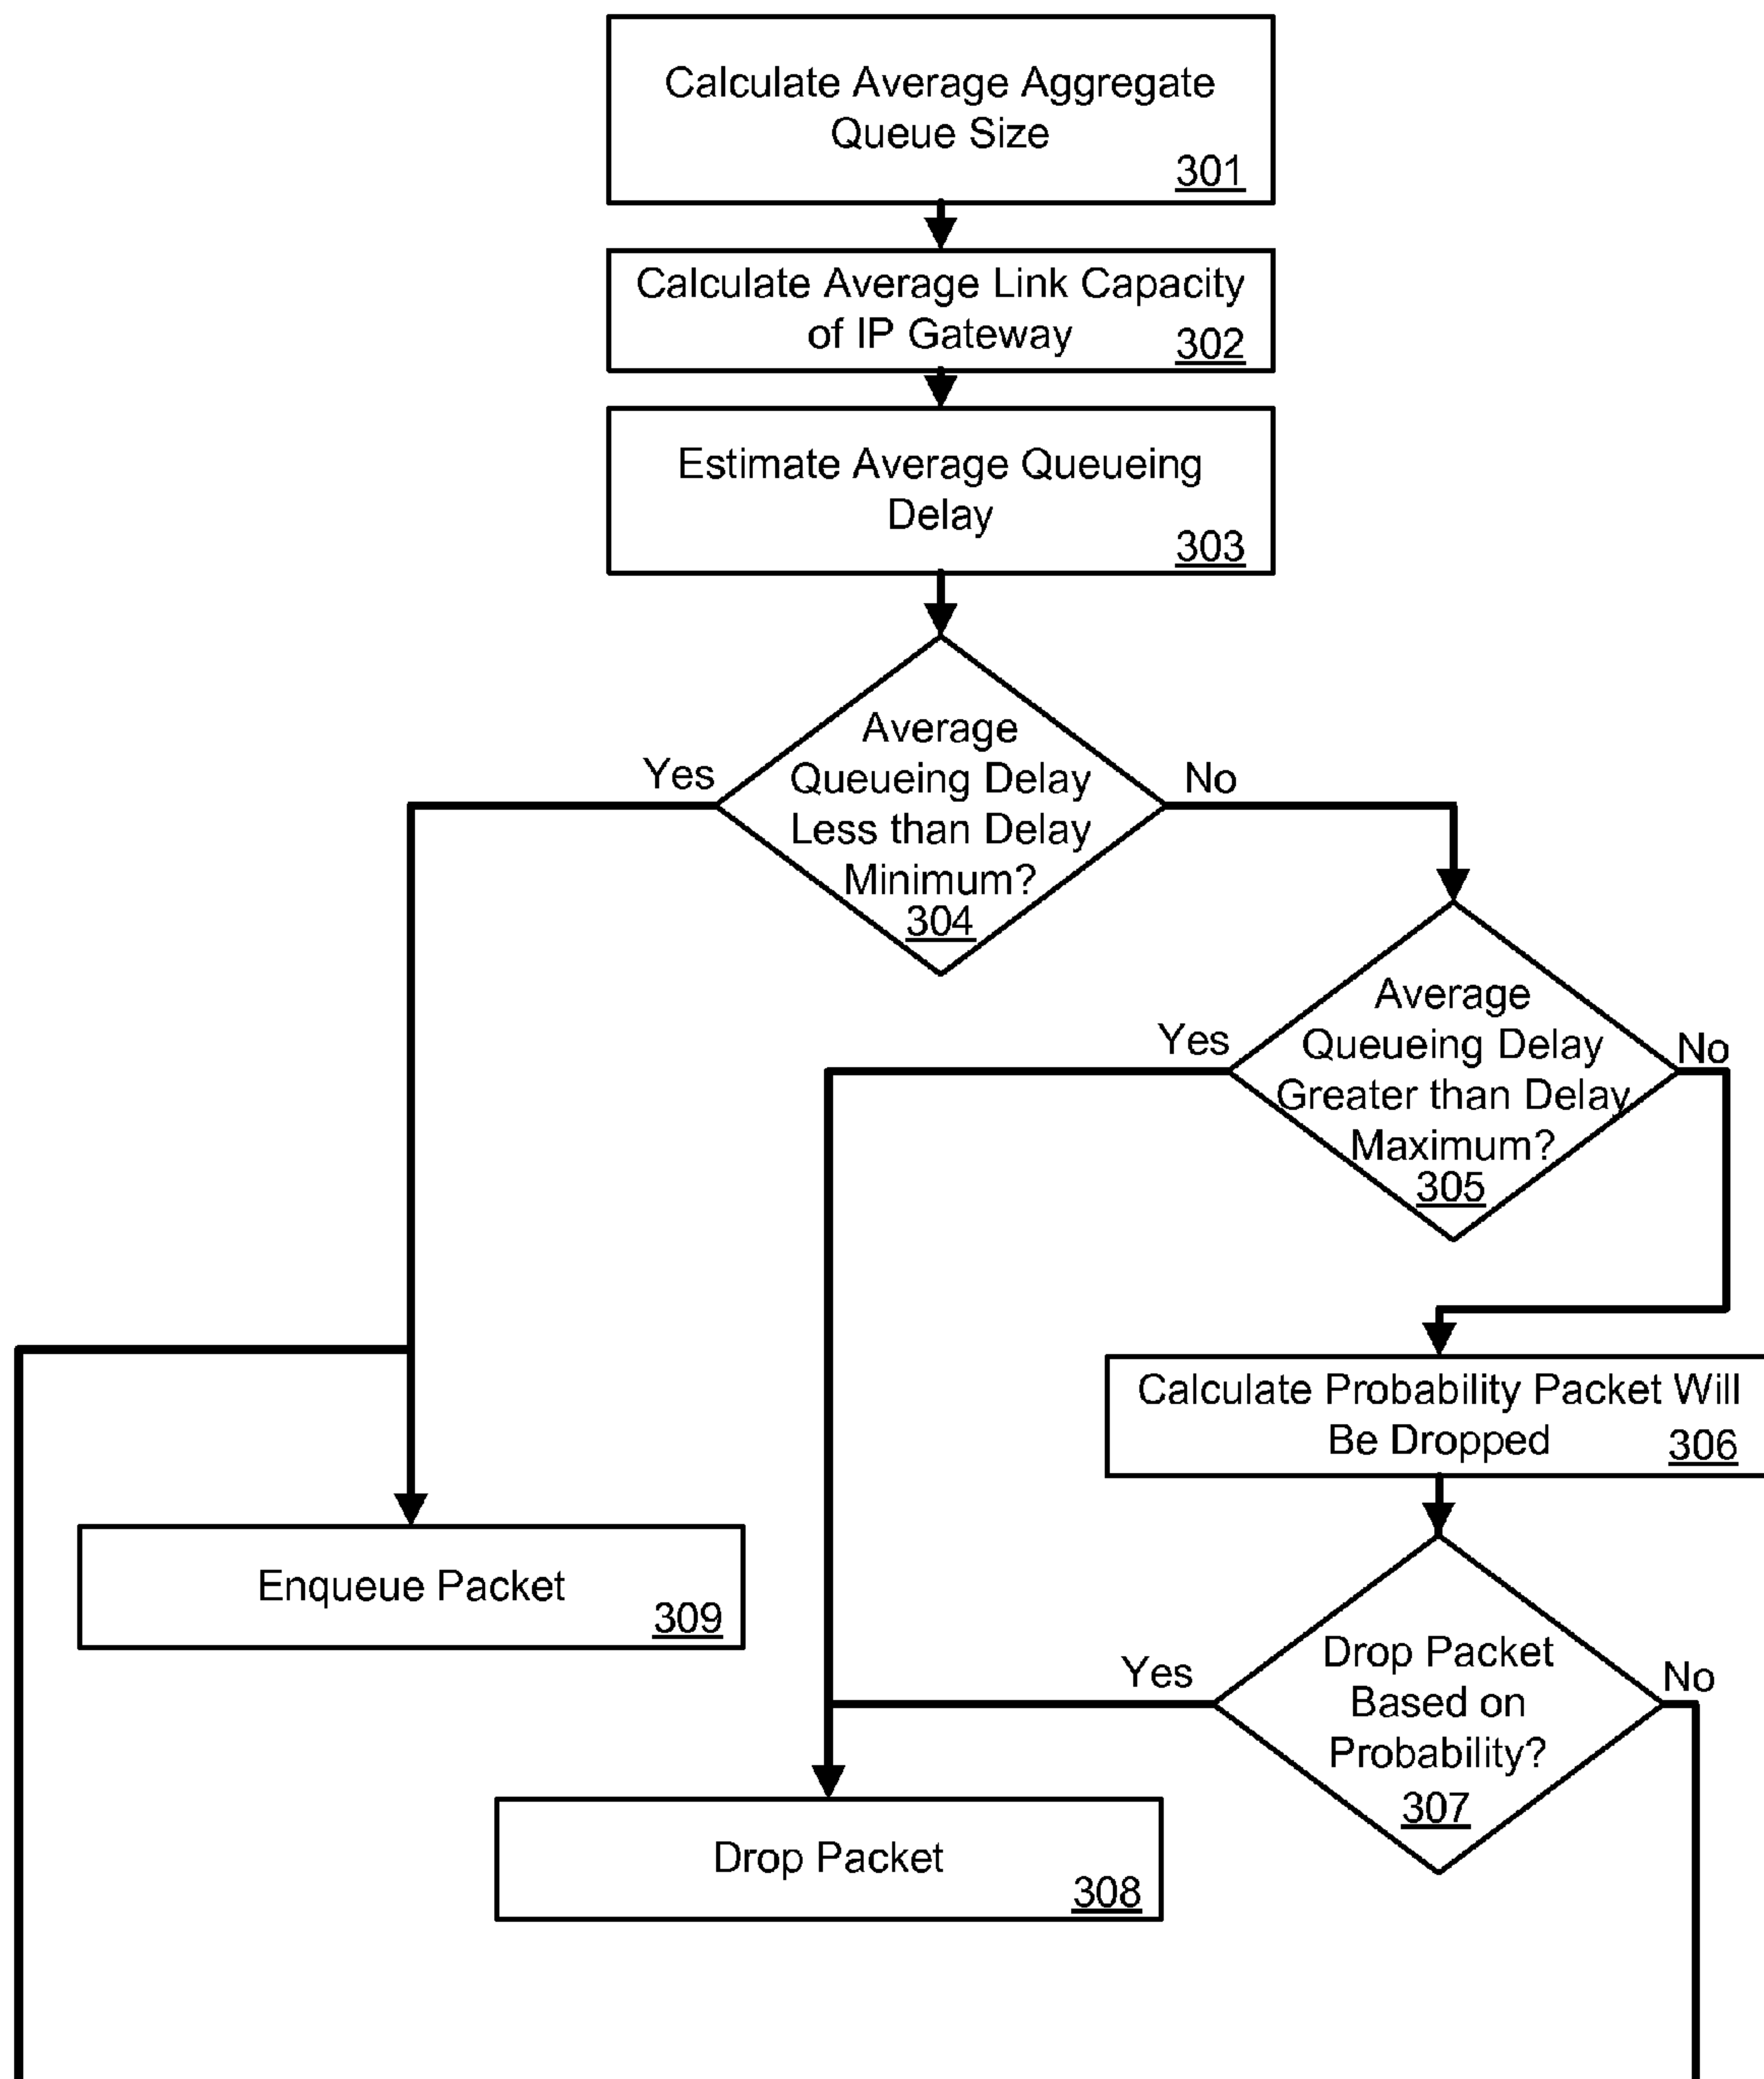 Calculate Average Aggregate
Queue Size
301
Calculate Average Link Capacity
of IP Gateway
302
Estimate Average Queueing
Delay
303
Average
Queueing Delay
Less than Delay
Minimum?
304
Yes
No
Average
Queueing Delay
Greater than Delay
Maximum?
305
Yes
No
Calculate Probability Packet Will
Be Dropped
306
Enqueue Packet
309
Drop Packet
Based on
Probability?
307
Yes
No
Drop Packet
308